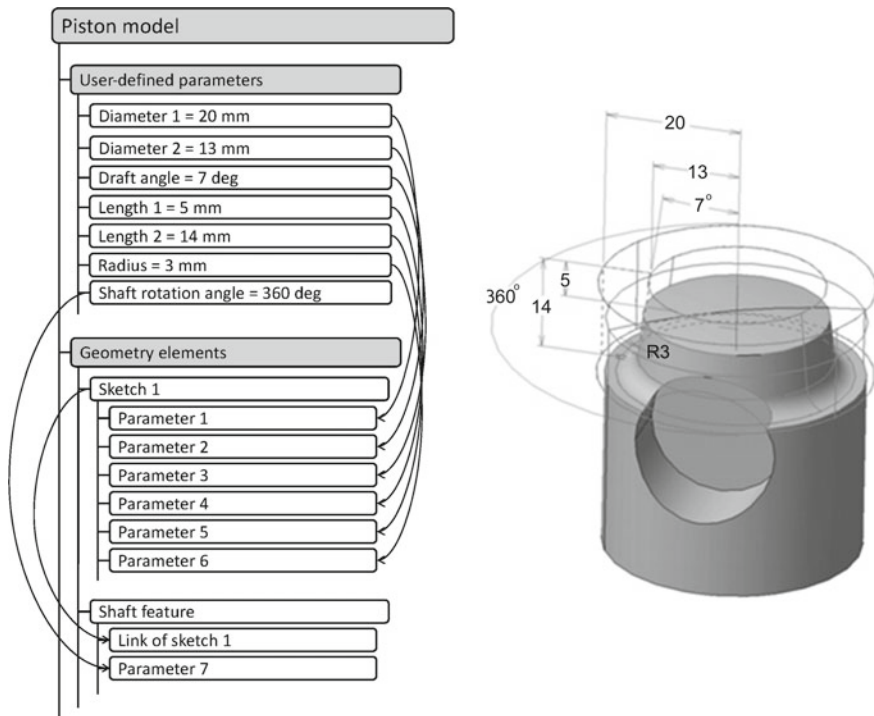 Piston model
User-defined parameters
Diameter 1 = 20 mm
Diameter 2 = 13 mm
Draft angle = 7 deg
Length 1 = 5 mm
Length 2 = 14 mm
Radius = 3 mm
Shaft rotation angle = 360 deg
Geometry elements
Sketch 1
Parameter 1
Parameter 2
Parameter 3
Parameter 4
Parameter 5
Parameter 6
Shaft feature
Link of sketch 1
Parameter 7
20
13
7°
5
360°
14
R3